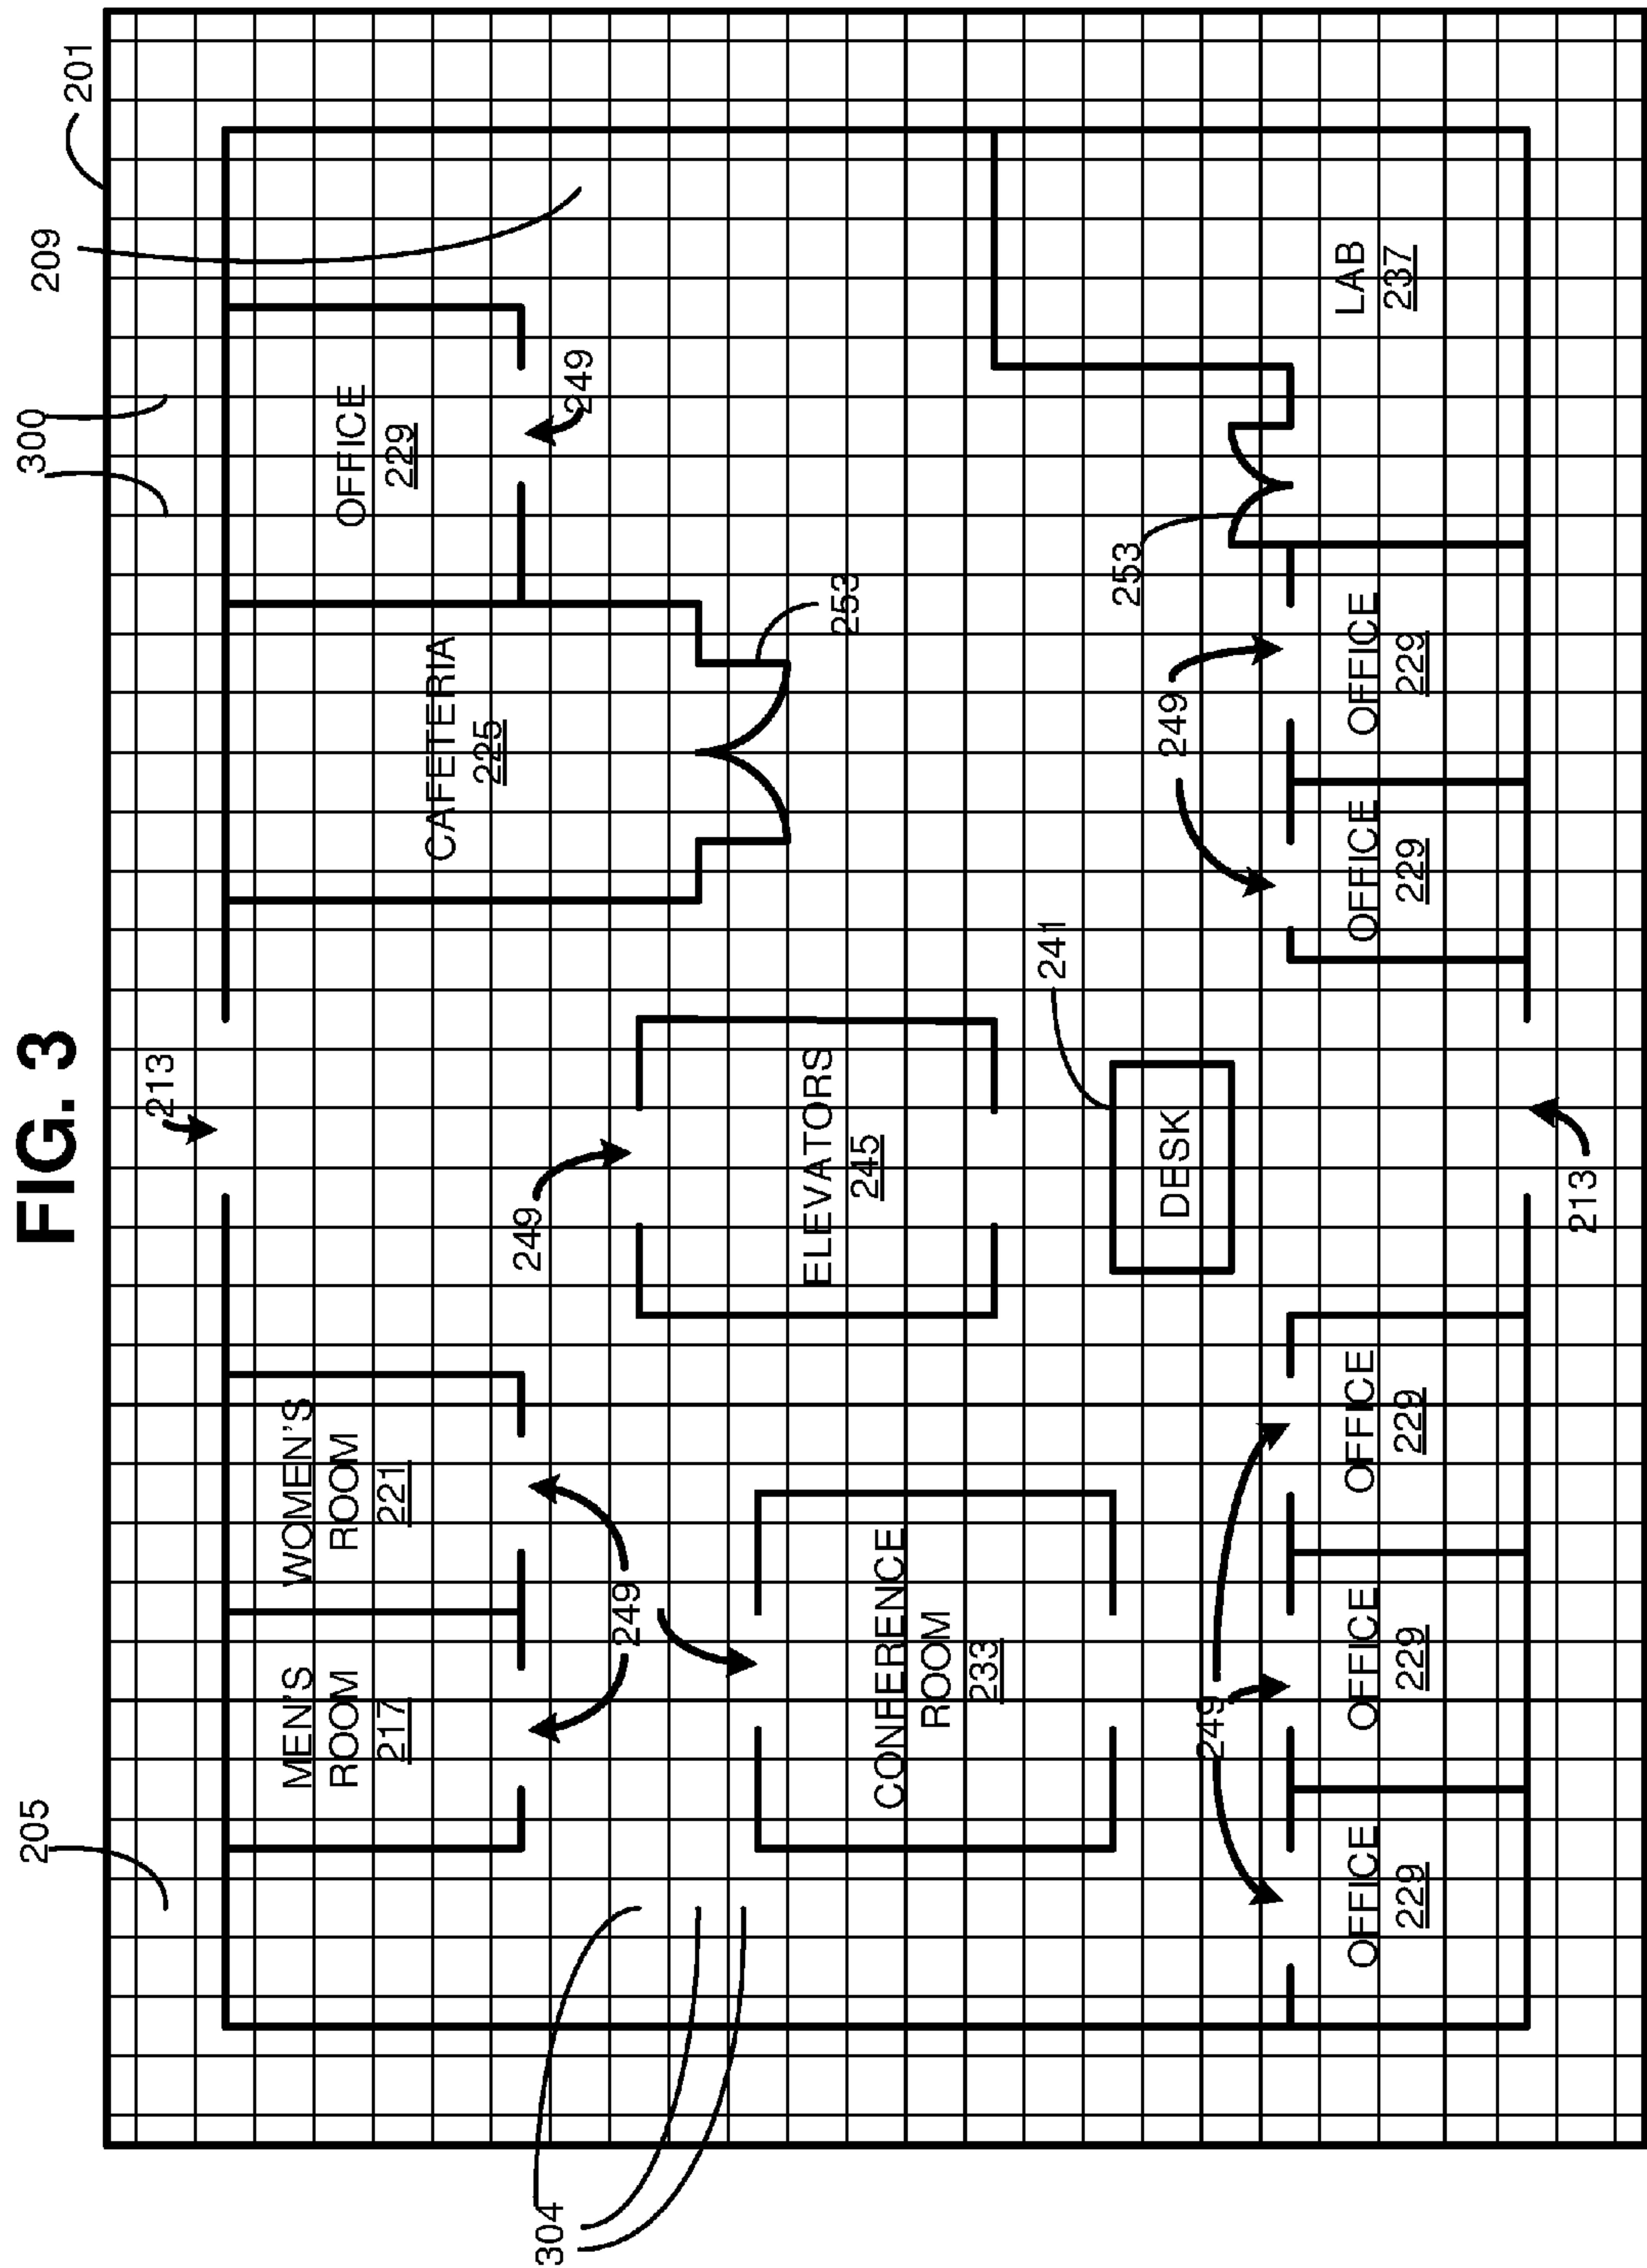 FIG. 3
205
213
300
209
201
MEN'S
ROOM
217
WOMEN'S
ROOM
221
CAFETERIA
225
OFFICE
229
304
249
249
249
253
CONFERENCE
ROOM
233
ELEVATORS
245
241
253
DESK
249
249
OFFICE
229
OFFICE
229
OFFICE
229
OFFICE
229
OFFICE
229
LAB
237
213